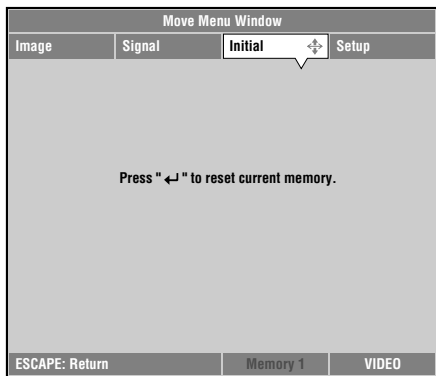 Move Menu Window
Image Signal Initial Setup
Press " ↵ " to reset current memory.
ESCAPE: Return Memory 1 VIDEO